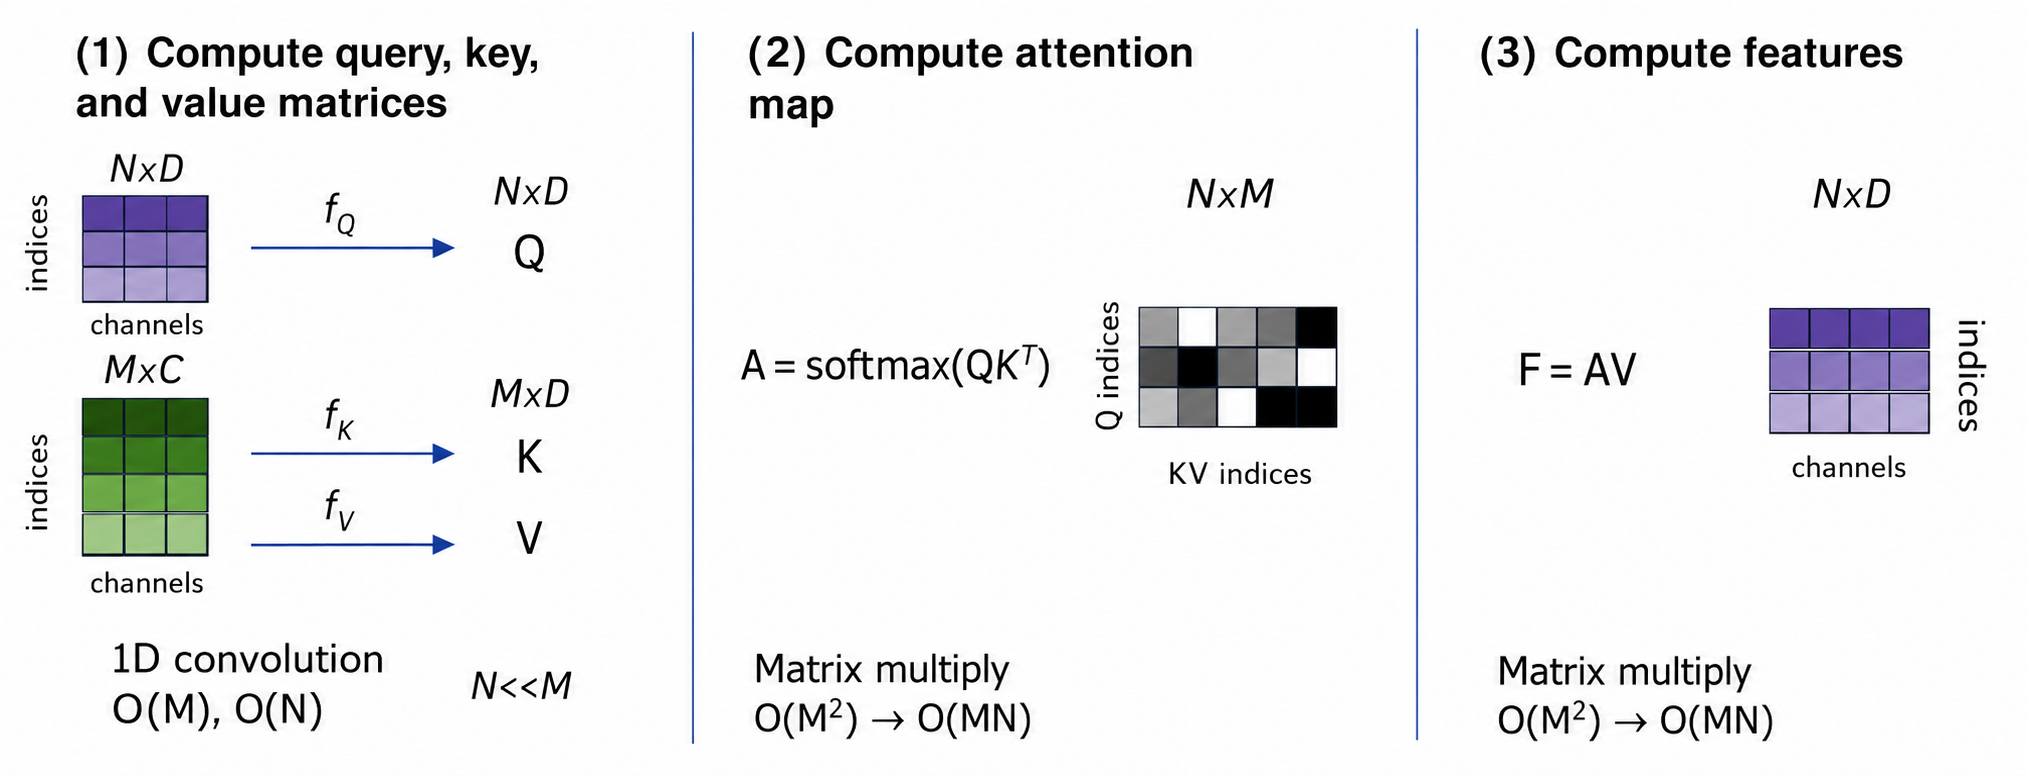 (1) Compute query, key,
and value matrices
NxD
indices
channels
f_Q
NxD
Q
MxC
indices
channels
f_K
MxD
K
f_V
V
1D convolution
O(M), O(N)
N<<M
(2) Compute attention
map
NxM
A = softmax(QK^T)
Q indices
KV indices
Matrix multiply
O(M²) → O(MN)
(3) Compute features
NxD
F = AV
indices
channels
Matrix multiply
O(M²) → O(MN)